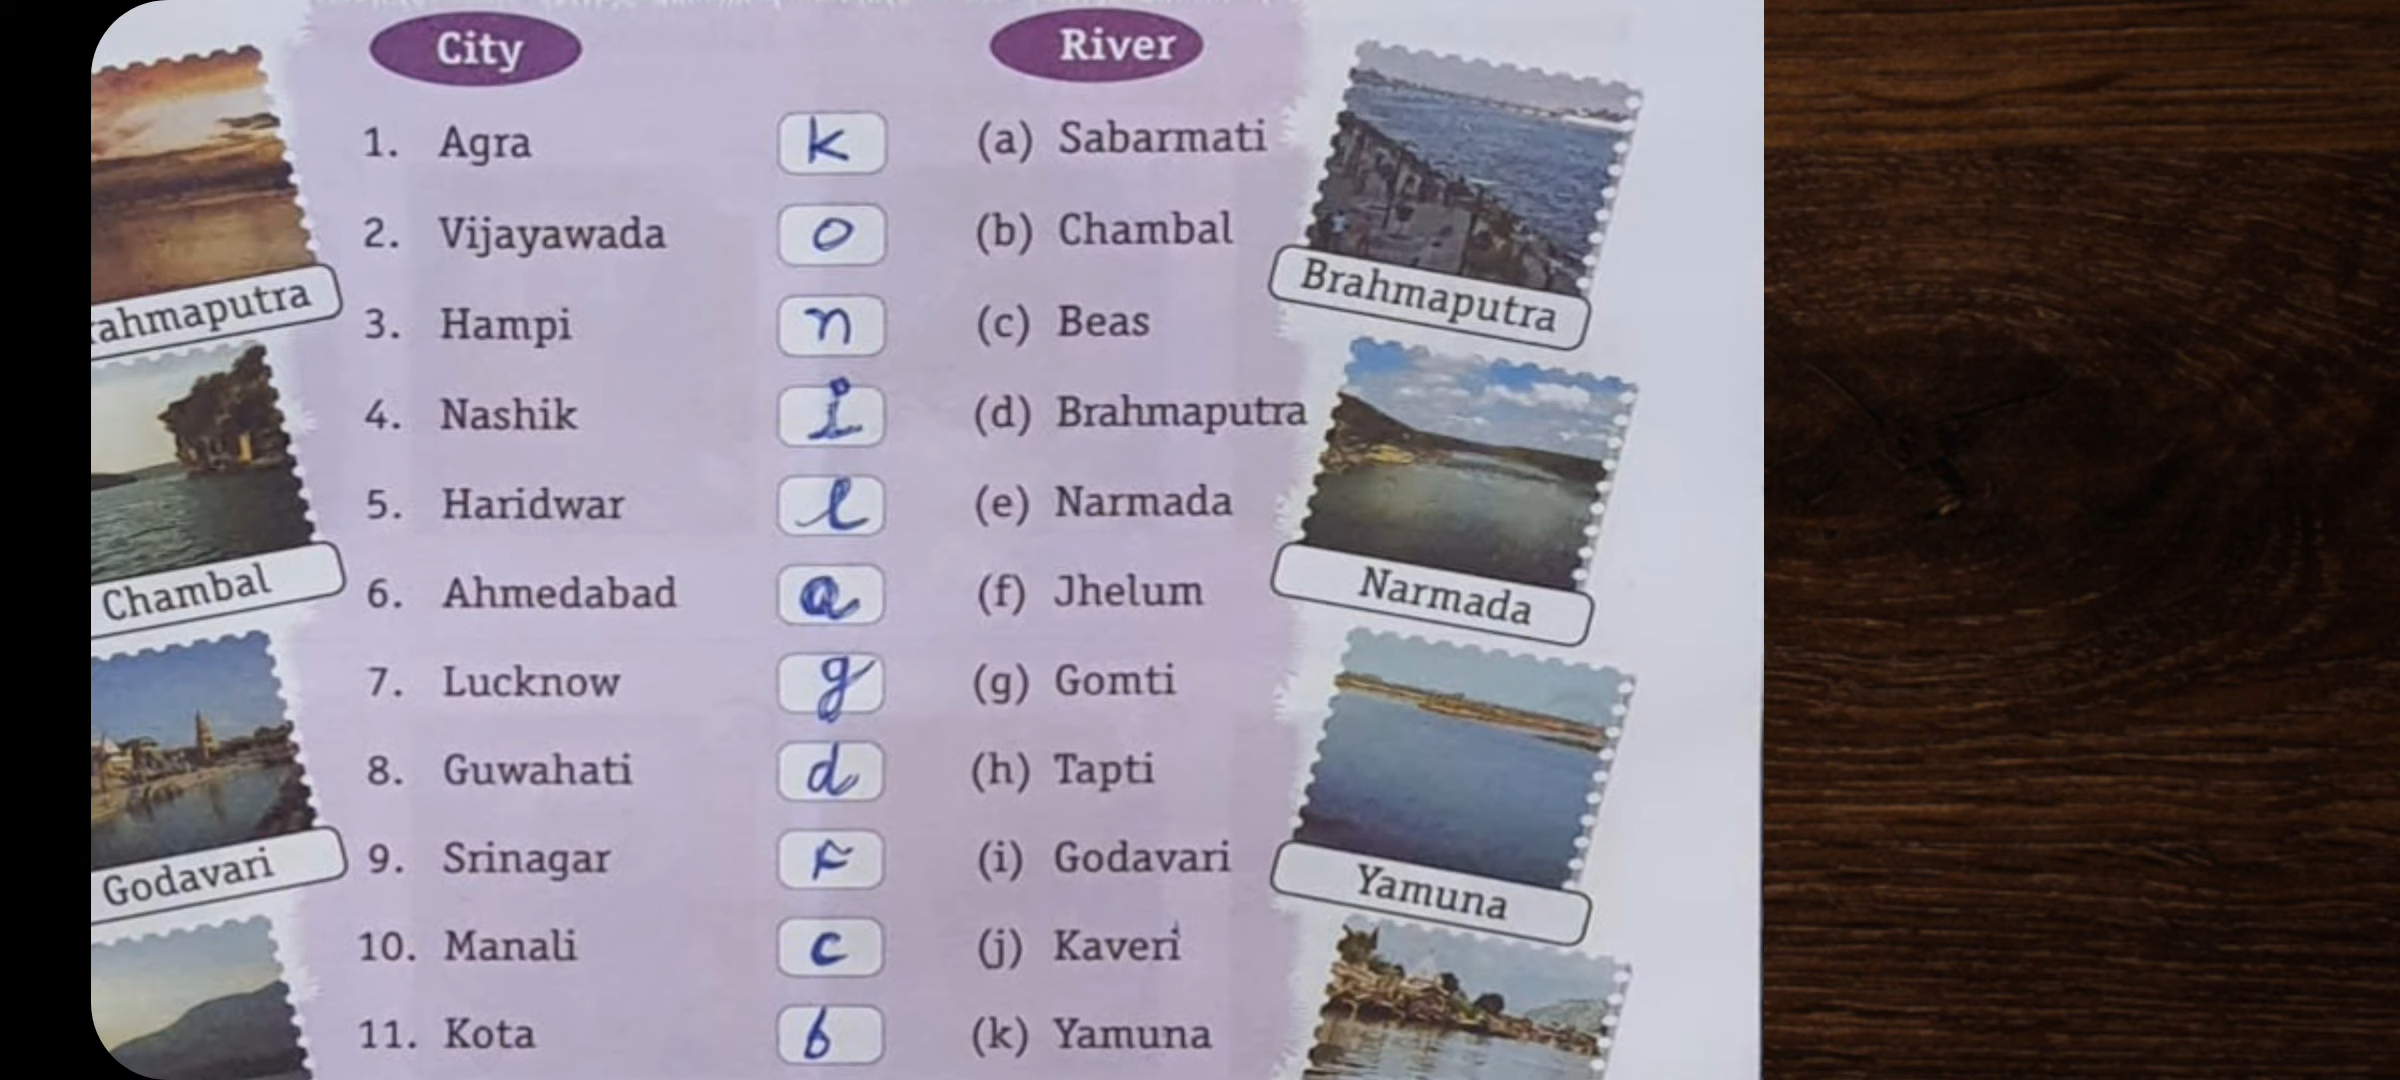 City River
1. Agra k (a) Sabarmati
2. Vijayawada o (b) Chambal
3. Hampi n (c) Beas
4. Nashik i (d) Brahmaputra
5. Haridwar l (e) Narmada
6. Ahmedabad a (f) Jhelum
7. Lucknow g (g) Gomti
8. Guwahati d (h) Tapti
9. Srinagar F (i) Godavari
10. Manali c (j) Kaveri
11. Kota b (k) Yamuna
rahmaputra
Chambal
Godavari
Brahmaputra
Narmada
Yamuna